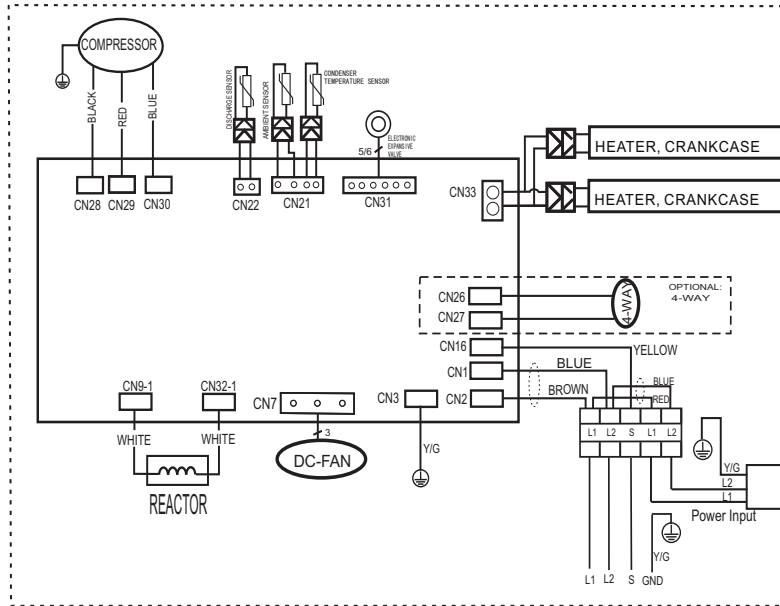 COMPRESSOR
BLACK
RED
BLUE
DISCHARGE SENSOR
AMBIENT SENSOR
CONDENSER
TEMPERATURE SENSOR
ELECTRONIC
EXPANSIVE
VALVE
5/6
HEATER, CRANKCASE
HEATER, CRANKCASE
CN28
CN29
CN30
CN22
CN21
CN31
CN33
CN26
CN27
4-WAY
OPTIONAL:
4-WAY
CN16
YELLOW
CN1
BLUE
CN2
BROWN
BLUE
RED
CN9-1
CN32-1
CN7
CN3
WHITE
WHITE
REACTOR
3
DC-FAN
Y/G
L1 L2 S L1 L2
Y/G
L2
L1
Power Input
Y/G
L1 L2 S GND